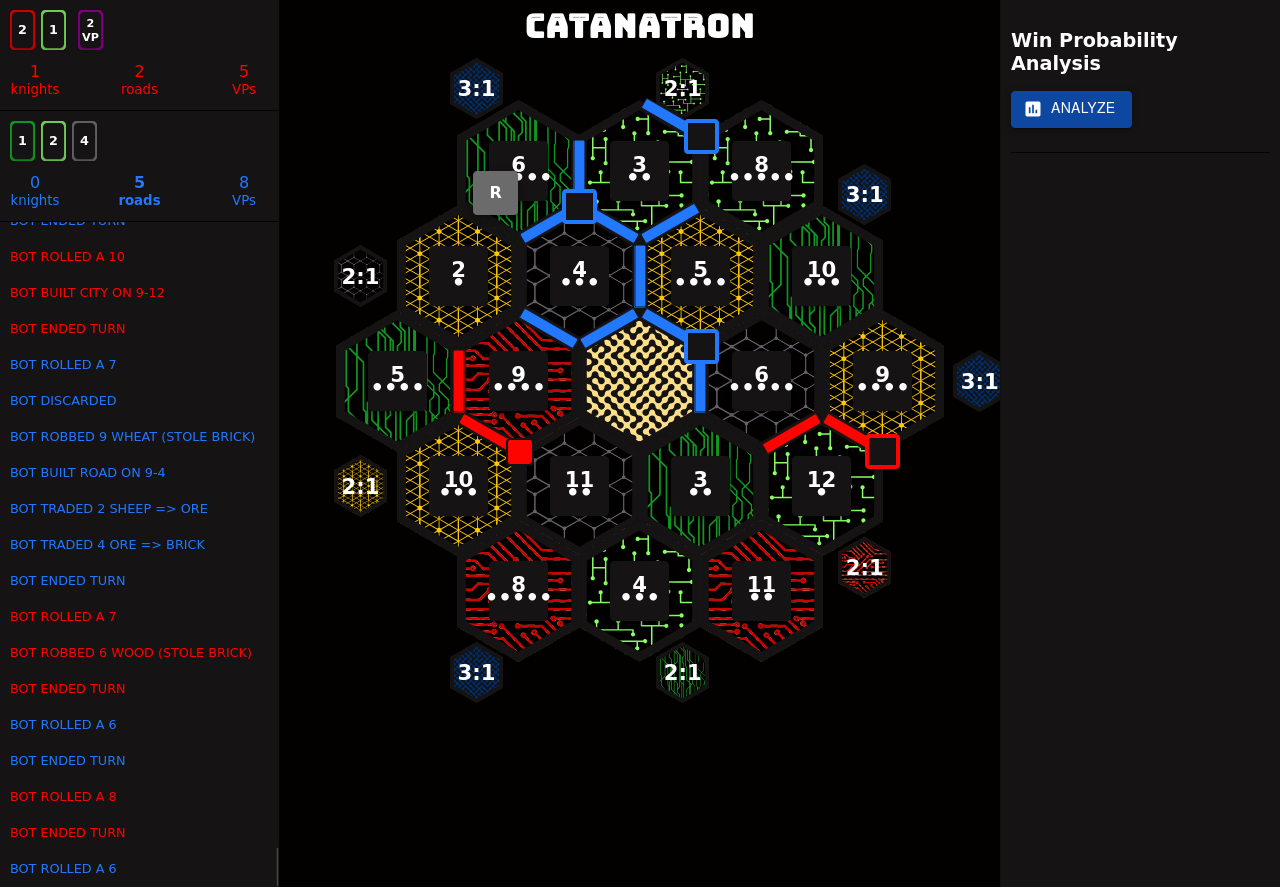 CATANATRON
2
1
2
VP
1
2
5
knights
roads
VPs
1
2
4
0
5
8
knights
roads
VPs
BOT ENDED TURN
BOT ROLLED A 10
BOT BUILT CITY ON 9-12
BOT ENDED TURN
BOT ROLLED A 7
BOT DISCARDED
BOT ROBBED 9 WHEAT (STOLE BRICK)
BOT BUILT ROAD ON 9-4
BOT TRADED 2 SHEEP => ORE
BOT TRADED 4 ORE => BRICK
BOT ENDED TURN
BOT ROLLED A 7
BOT ROBBED 6 WOOD (STOLE BRICK)
BOT ENDED TURN
BOT ROLLED A 6
BOT ENDED TURN
BOT ROLLED A 8
BOT ENDED TURN
BOT ROLLED A 6
3:1
2:1
6
3
8
R
3:1
2:1
2
4
5
10
5
9
6
9
3:1
2:1
10
11
3
12
8
4
11
2:1
3:1
2:1
Win Probability
Analysis
ANALYZE